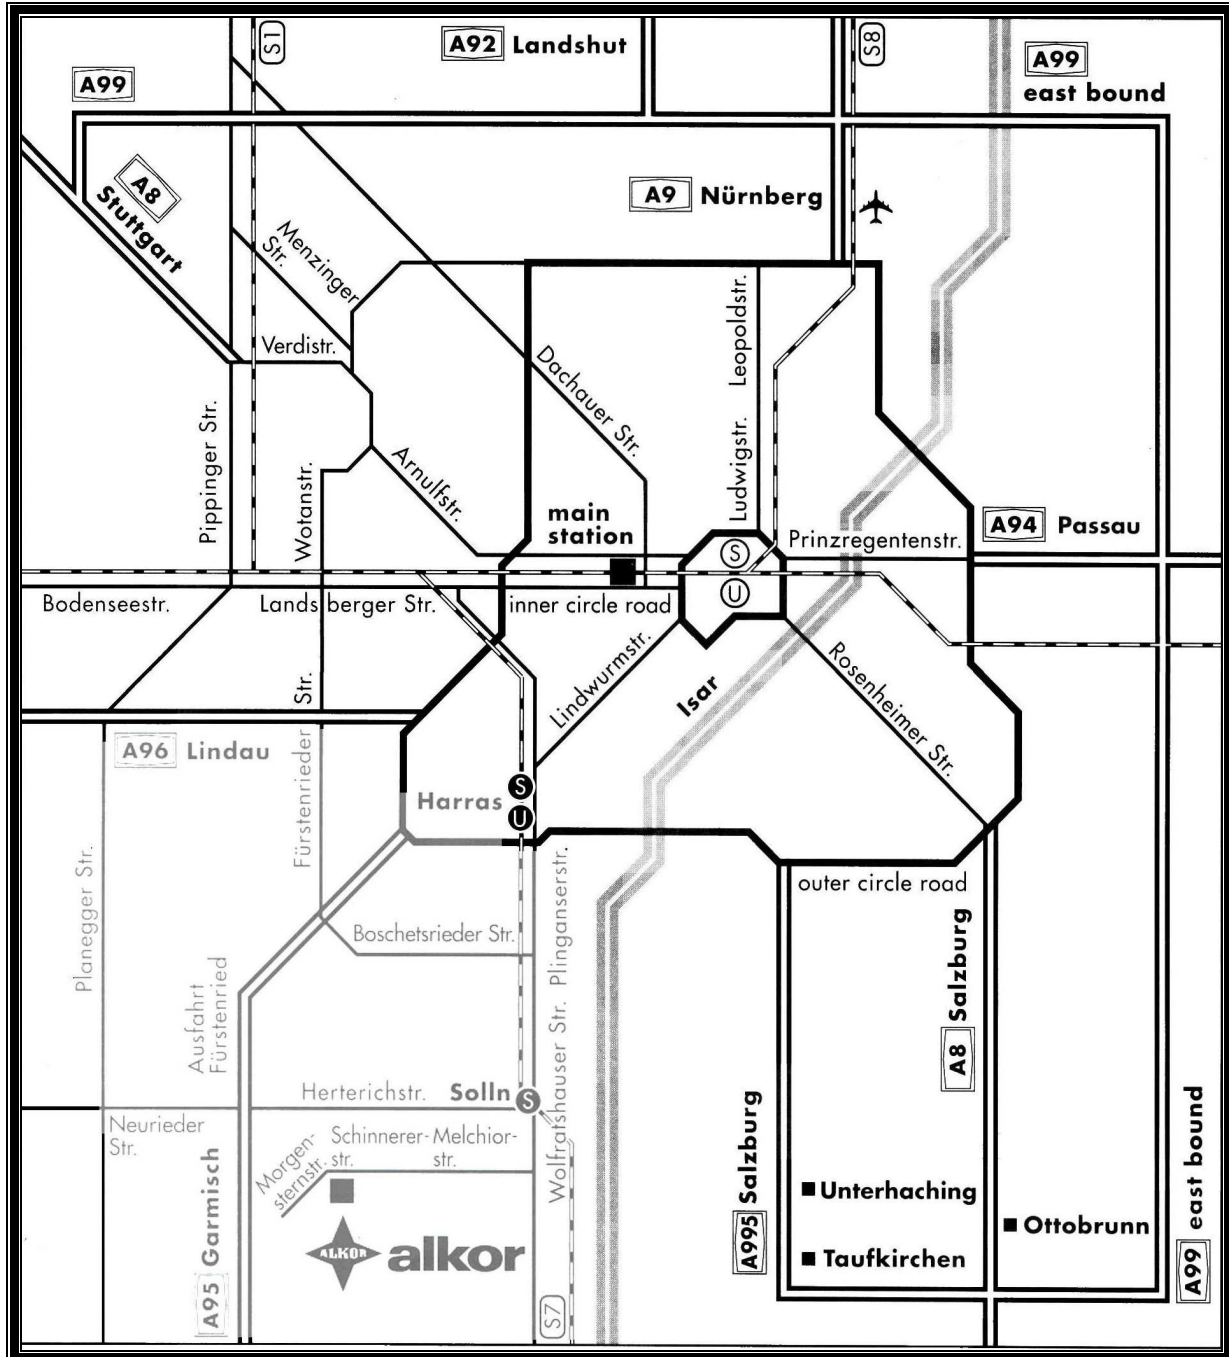 S1
A92 Landshut
S8
A99
east bound
A99
A8
Stuttgart
A9 Nürnberg
Menzinger
Str.
Leopoldstr.
Verdistr.
Dachauer Str.
Pippinger Str.
Wotanstr.
Arnulfstr.
Ludwigstr.
main
station
A94 Passau
Prinzregentenstr.
S
U
Bodenseestr.
Landsberger Str.
inner circle road
Lindwurmstr.
Rosenheimer Str.
Isar
Str.
Fürstenrieder
A96 Lindau
Harras
S
U
Planegger Str.
outer circle road
Boschetsrieder Str.
Plinganserstr.
Wolfratshauser Str.
Ausfahrt
Fürstenried
A8 Salzburg
Herterichstr.
Solln
S
Neurieder
Str.
Schinnerer-
str.
Melchior-
str.
Morgen-
sternstr.
A95 Garmisch
A995 Salzburg
Unterhaching
Ottobrunn
Taufkirchen
A99 east bound
ALKOR
alkor
S7